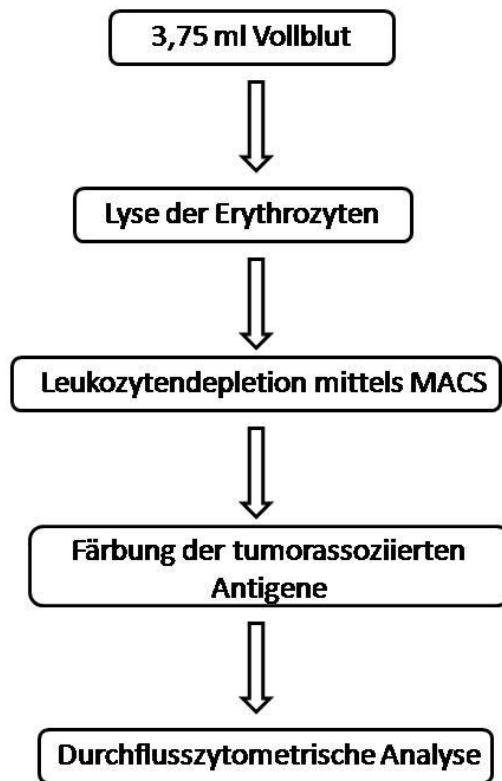 3,75 ml Vollblut
Lyse der Erythrozyten
Leukozytendepletion mittels MACS
Färbung der tumorassoziierten
Antigene
Durchflusszytometrische Analyse